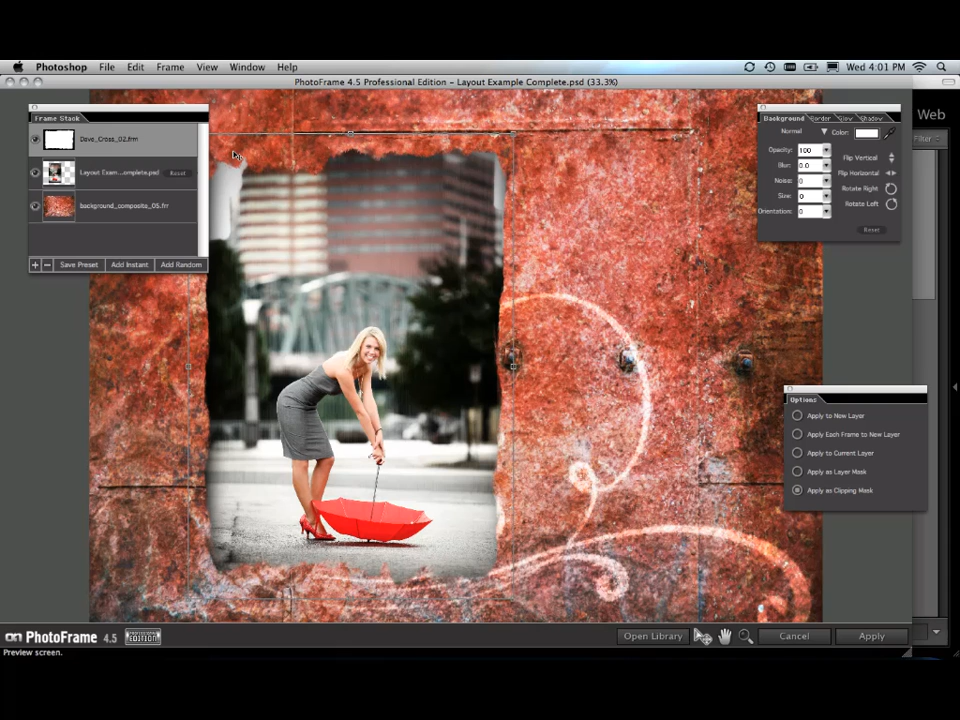 Photoshop File Edit Frame View Window Help Wed 4:01 PM
PhotoFrame 4.5 Professional Edition - Layout Example Complete.psd (33.3%)
Frame Stack
Dave_Cross_02.frm
Layout Exam...omplete.psd Reset
background_composite_05.frr
Save Preset Add Instant Add Random
Background Border Glow Shadow
Normal Color:
Opacity: 100
Blur: 0.0
Noise: 0
Size: 0
Orientation: 0
Flip Vertical
Flip Horizontal
Rotate Right
Rotate Left
Reset
Web
Filter
Options
Apply to New Layer
Apply Each Frame to New Layer
Apply to Current Layer
Apply as Layer Mask
Apply as Clipping Mask
on PhotoFrame 4.5 PROFESSIONAL EDITION
Open Library Cancel Apply
Preview screen.